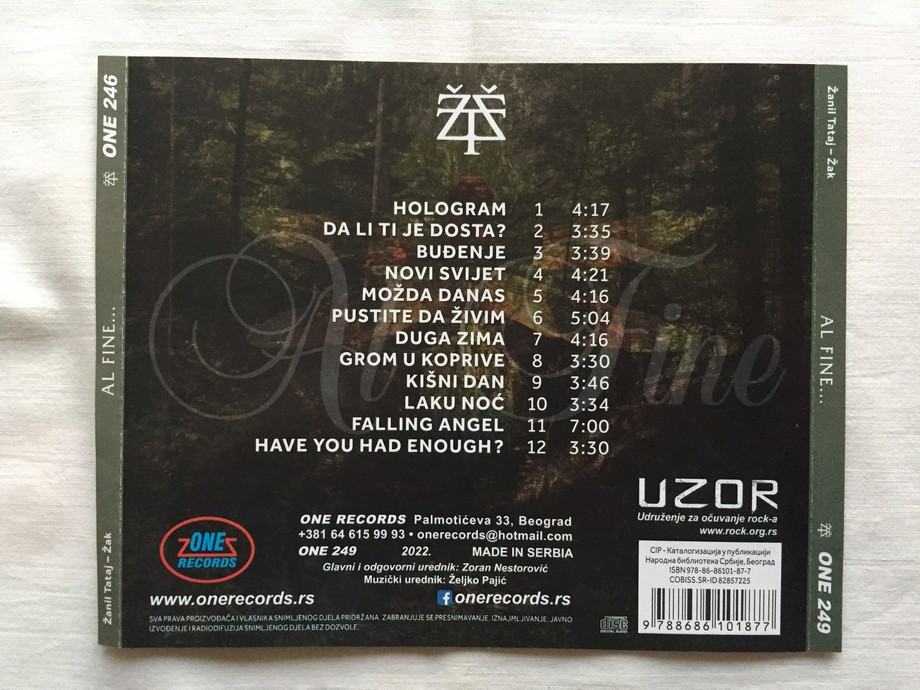 ONE 246
AL FINE...
Žanil Tataj – Žak
ŽŠ
HOLOGRAM 1 4:17
DA LI TI JE DOSTA? 2 3:35
BUĐENJE 3 3:39
NOVI SVIJET 4 4:21
MOŽDA DANAS 5 4:16
PUSTITE DA ŽIVIM 6 5:04
DUGA ZIMA 7 4:16
GROM U KOPRIVE 8 3:30
KIŠNI DAN 9 3:46
LAKU NOĆ 10 3:34
FALLING ANGEL 11 7:00
HAVE YOU HAD ENOUGH? 12 3:30
Al Fine
ONE RECORDS
ONE RECORDS Palmotićeva 33, Beograd
+381 64 615 99 93 • onerecords@hotmail.com
ONE 249 2022. MADE IN SERBIA
Glavni i odgovorni urednik: Zoran Nestorović
Muzički urednik: Željko Pajić
www.onerecords.rs
f onerecords.rs
SVA PRAVA PROIZVOĐAČA I VLASNIKA SNIMLJENOG DJELA PRIDRŽANA. ZABRANJUJE SE PRESNIMAVANJE. IZNAJMLJIVANJE. JAVNO
IZVOĐENJE I RADIODIFUZIJA SNIMLJENOG DJELA BEZ DOZVOLE.
COMPACT
disc
DIGITAL AUDIO
UZOR
Udruženje za očuvanje rock-a
www.rock.org.rs
CIP - Каталогизација у публикацији
Народна библиотека Србије, Београд
ISBN 978-86-86101-87-7
COBISS.SR-ID 82857225
9 788686 101877
Žanil Tataj – Žak
AL FINE...
ONE 249